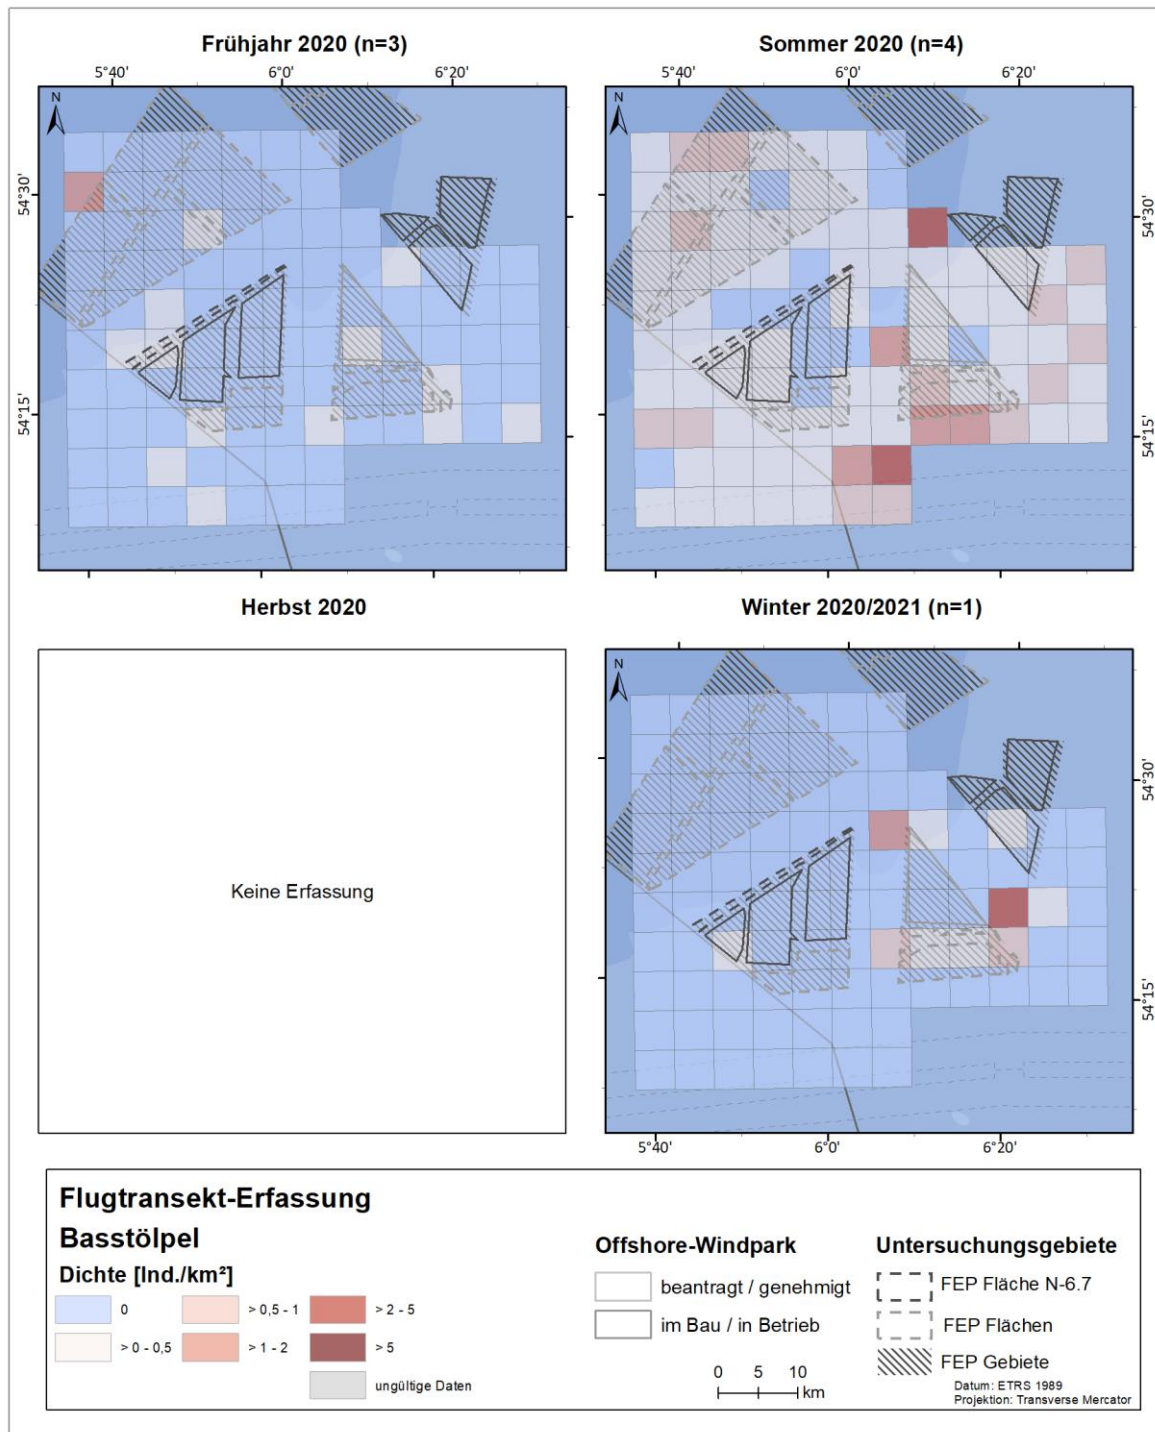 Frühjahr 2020 (n=3)
5°40' 6°0' 6°20'
N
54°30'
54°15'
54°30'
54°15'
Sommer 2020 (n=4)
5°40' 6°0' 6°20'
N
54°30'
54°15'
Herbst 2020
Keine Erfassung
Winter 2020/2021 (n=1)
N
54°30'
54°15'
5°40' 6°0' 6°20'
Flugtransekt-Erfassung
Basstölpel
Dichte [Ind./km²]
0
> 0 - 0,5
> 0,5 - 1
> 1 - 2
> 2 - 5
> 5
ungültige Daten
Offshore-Windpark
beantragt / genehmigt
im Bau / in Betrieb
0 5 10
km
Untersuchungsgebiete
FEP Fläche N-6.7
FEP Flächen
FEP Gebiete
Datum: ETRS 1989
Projektion: Transverse Mercator